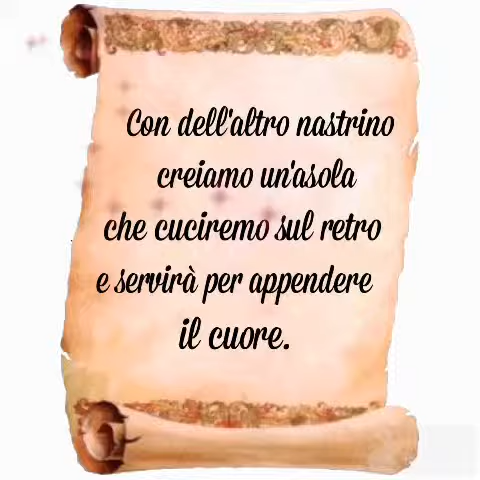 Con dell'altro nastrino
creiamo un'asola
che cuciremo sul retro
e servirà per appendere
il cuore.